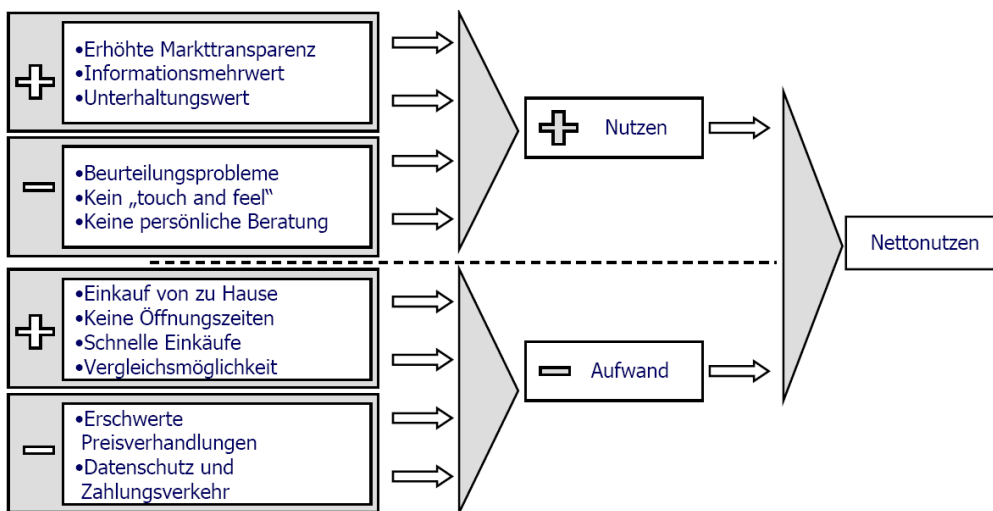 •Erhöhte Markttransparenz
•Informationsmehrwert
•Unterhaltungswert
•Beurteilungsprobleme
•Kein „touch and feel“
•Keine persönliche Beratung
•Einkauf von zu Hause
•Keine Öffnungszeiten
•Schnelle Einkäufe
•Vergleichsmöglichkeit
•Erschwerte
Preisverhandlungen
•Datenschutz und
Zahlungsverkehr
Nutzen
Aufwand
Nettonutzen